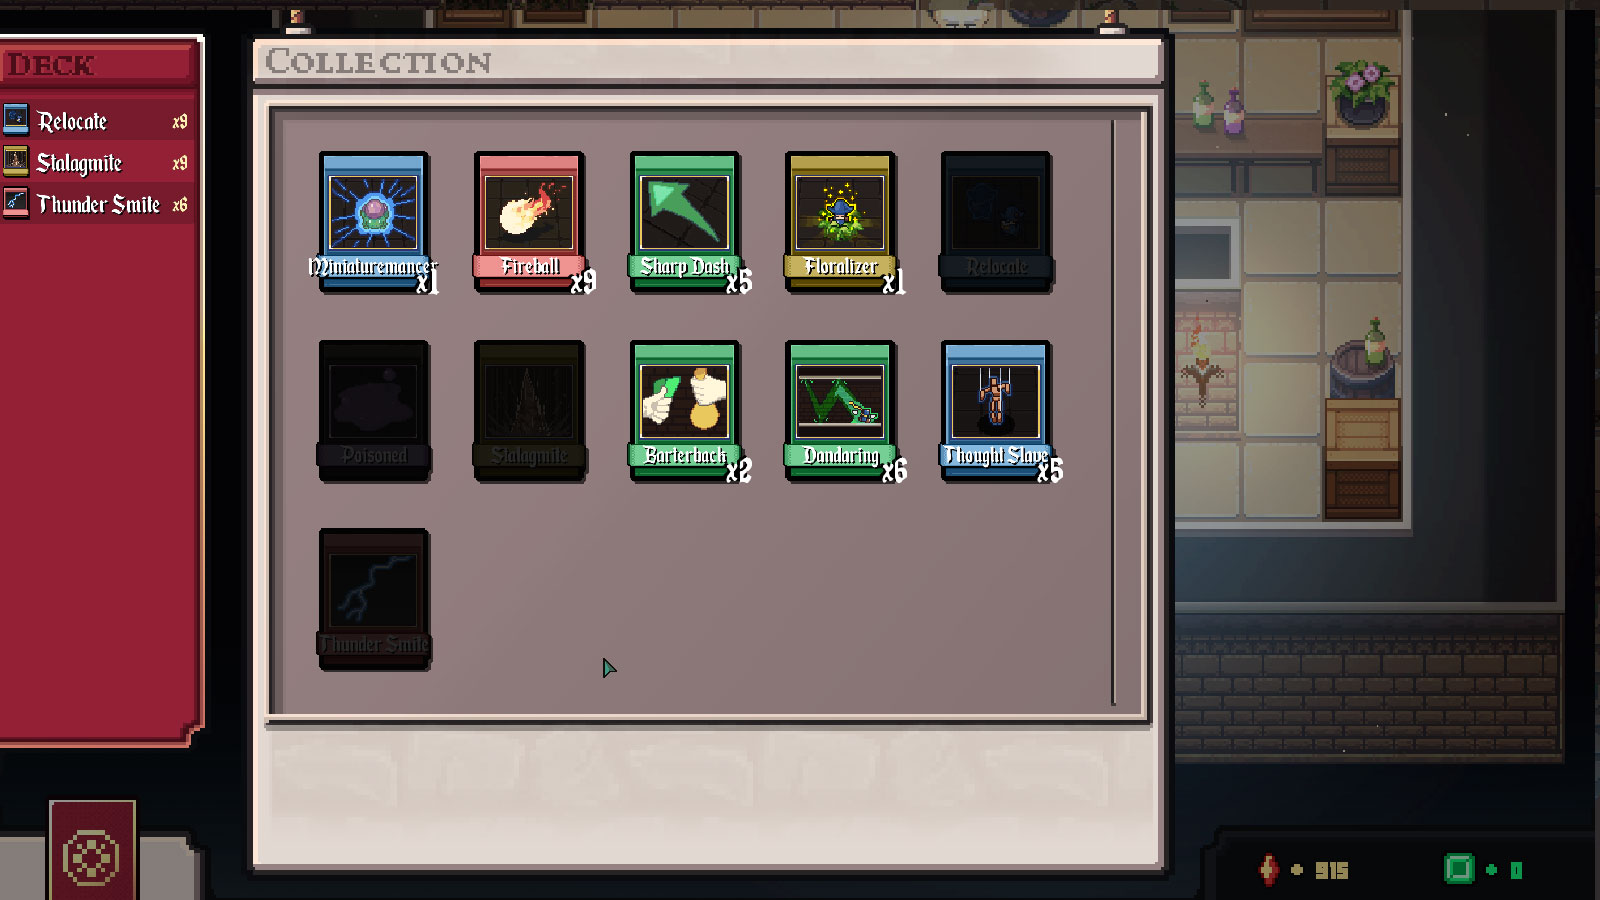 DECK
Relocate x9
Stalagmite x9
Thunder Smite x6
COLLECTION
Miniaturemancer x1
Fireball x9
Sharp Dash x5
Floralizer x1
Relocate
Poisoned
Stalagmite
Barterback x2
Dandaring x6
Thought Slave x5
Thunder Smite
+ 915
+ 0